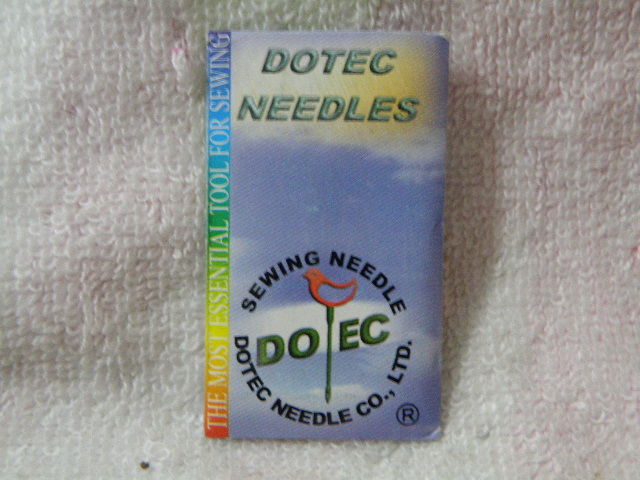 DOTEC
NEEDLES
THE MOST ESSENTIAL TOOL FOR SEWING
SEWING NEEDLE
DOTEC
DOTEC NEEDLE CO., LTD.
®